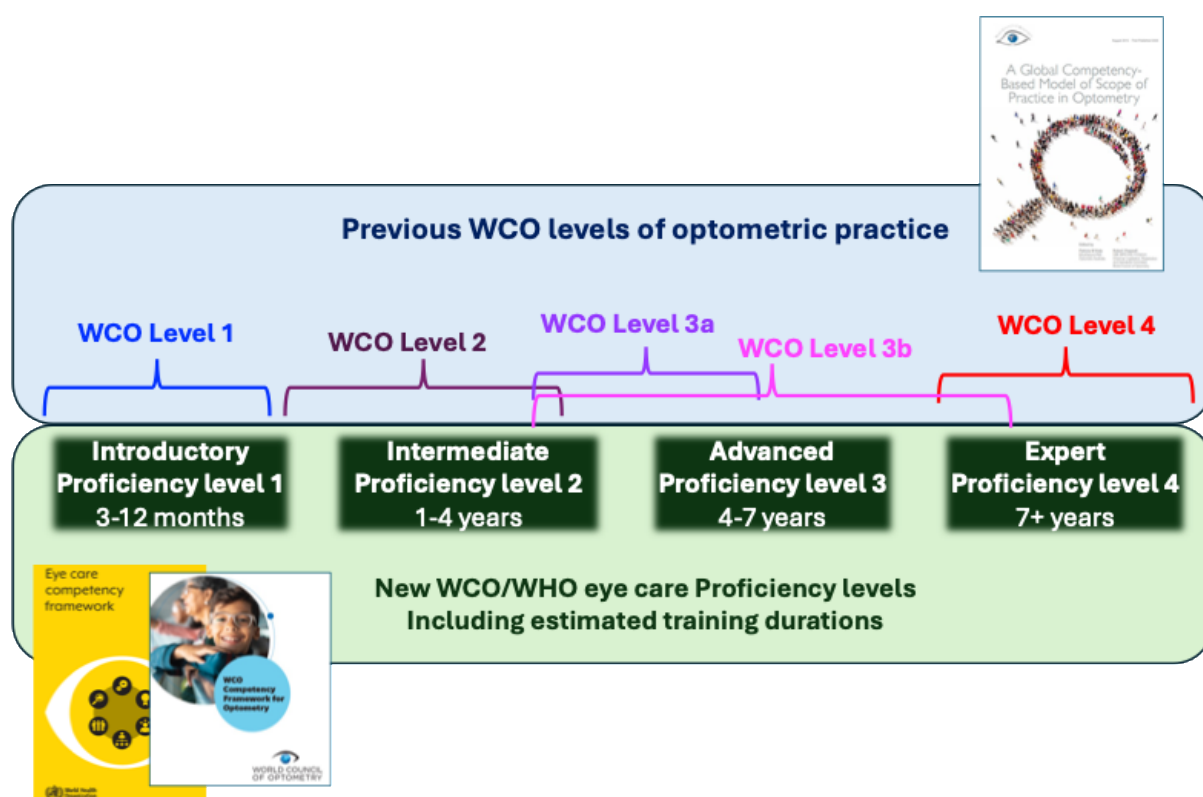 A Global Competency-
Based Model of Scope of
Practice in Optometry
Previous WCO levels of optometric practice
WCO Level 1
WCO Level 2
WCO Level 3a
WCO Level 3b
WCO Level 4
Introductory
Proficiency level 1
3-12 months
Intermediate
Proficiency level 2
1-4 years
Advanced
Proficiency level 3
4-7 years
Expert
Proficiency level 4
7+ years
New WCO/WHO eye care Proficiency levels
Including estimated training durations
Eye care
competency
framework
WCO
Competency
Framework for
Optometry
WORLD COUNCIL
OF OPTOMETRY
World Health